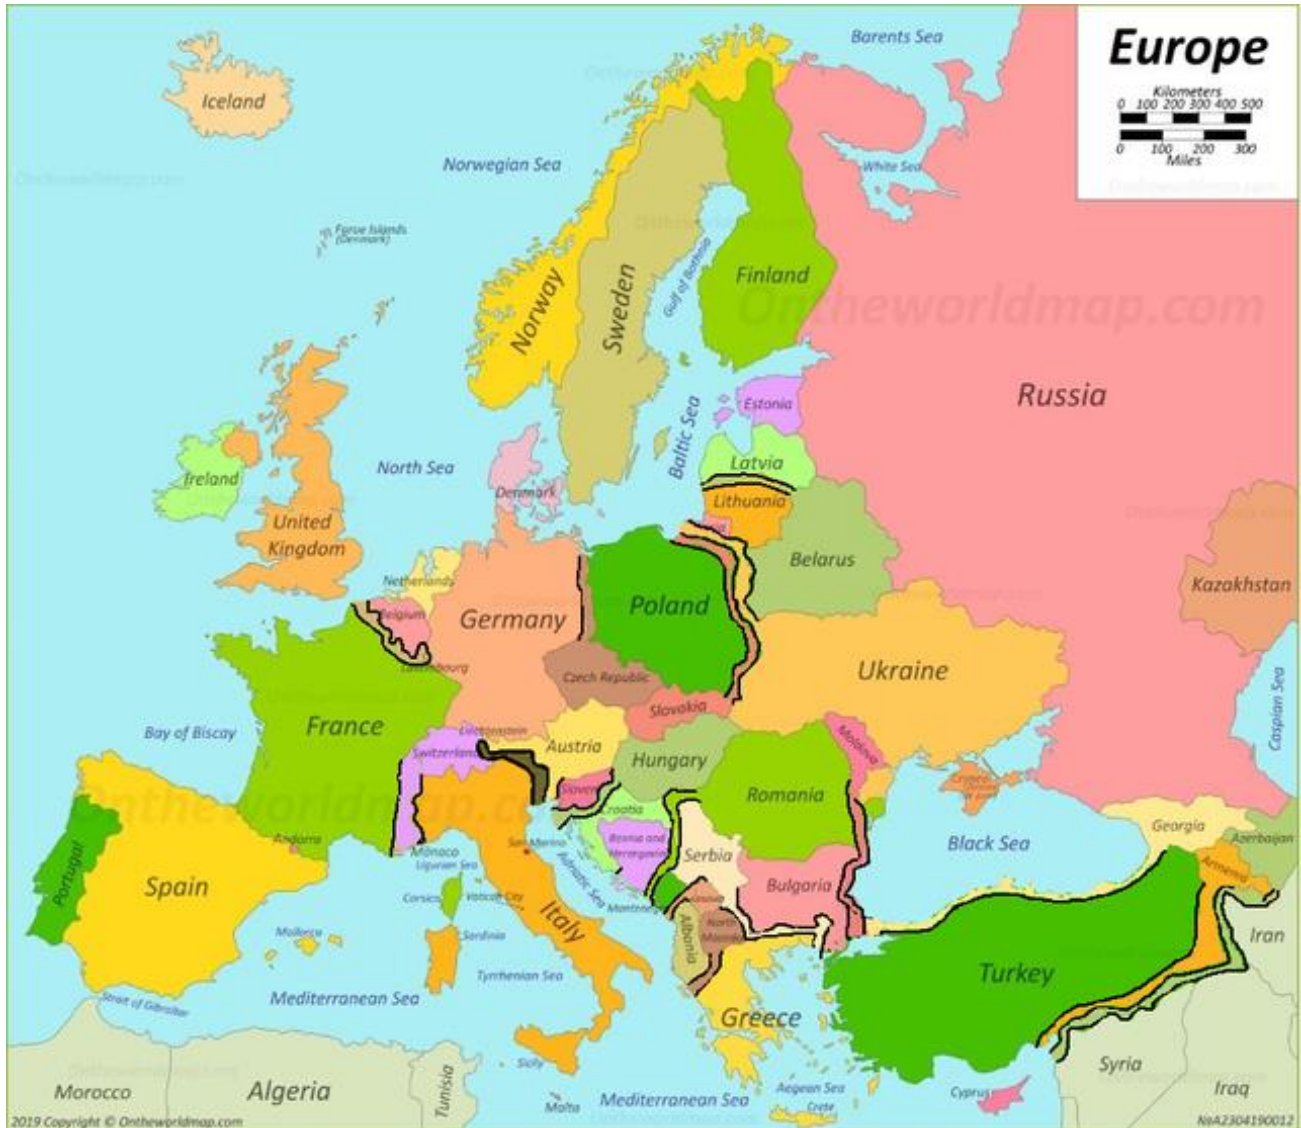 Europe
Kilometers
0 100 200 300 400 500
0 100 200 300
Miles
Barents Sea
Iceland
Norwegian Sea
White Sea
Ontheworldmap.com
Faroe Islands
(Denmark)
Gulf of Bothnia
Finland
Norway
Sweden
Ontheworldmap.com
Russia
Estonia
Baltic Sea
Latvia
North Sea
Ireland
Denmark
Lithuania
United
Kingdom
Belarus
Netherlands
Kazakhstan
Belgium
Germany
Poland
Luxembourg
Ukraine
Czech Republic
Slovakia
Caspian Sea
Bay of Biscay
France
Liechtenstein
Switzerland
Austria
Moldova
Hungary
Romania
Croatia
Ontheworldmap.com
Georgia
Azerbaijan
Andorra
San Marino
Black Sea
Monaco
Ligurian Sea
Bosnia and
Herzegovina
Serbia
Armenia
Portugal
Spain
Adriatic Sea
Bulgaria
Corsica
Vatican City
Italy
Albania
North
Mallorca
Sardinia
Iran
Tyrrhenian Sea
Turkey
Strait of Gibraltar
Mediterranean Sea
Greece
Sicily
Syria
Morocco
Algeria
Tunisia
Malta
Mediterranean Sea
Aegean Sea
Crete
Cyprus
Iraq
2019 Copyright © Ontheworldmap.com
№A2304190012